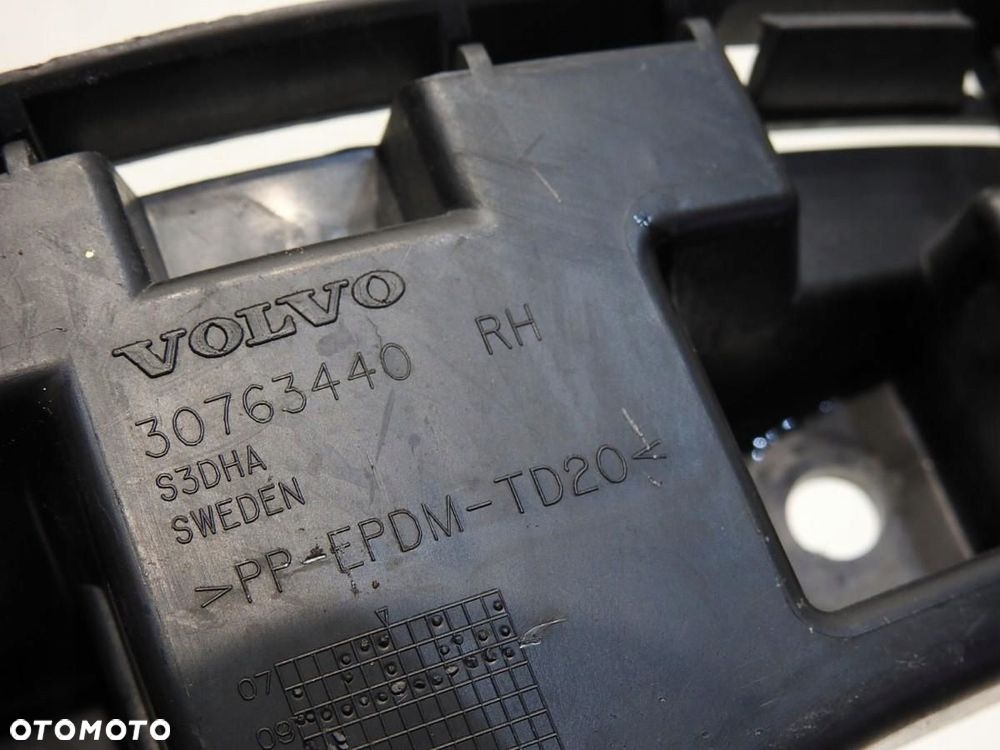 VOLVO
30763440 RH
S3DHA
SWEDEN
>PP-EPDM-TD20<
07
09
OTOMOTO